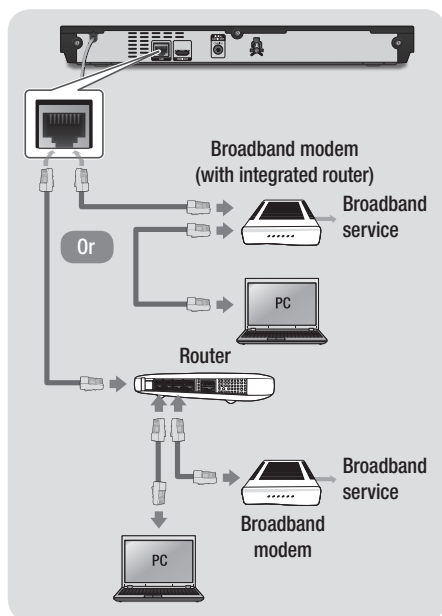 Broadband modem
(with integrated router)
Broadband
service
Or
PC
Router
Broadband
service
Broadband
modem
PC